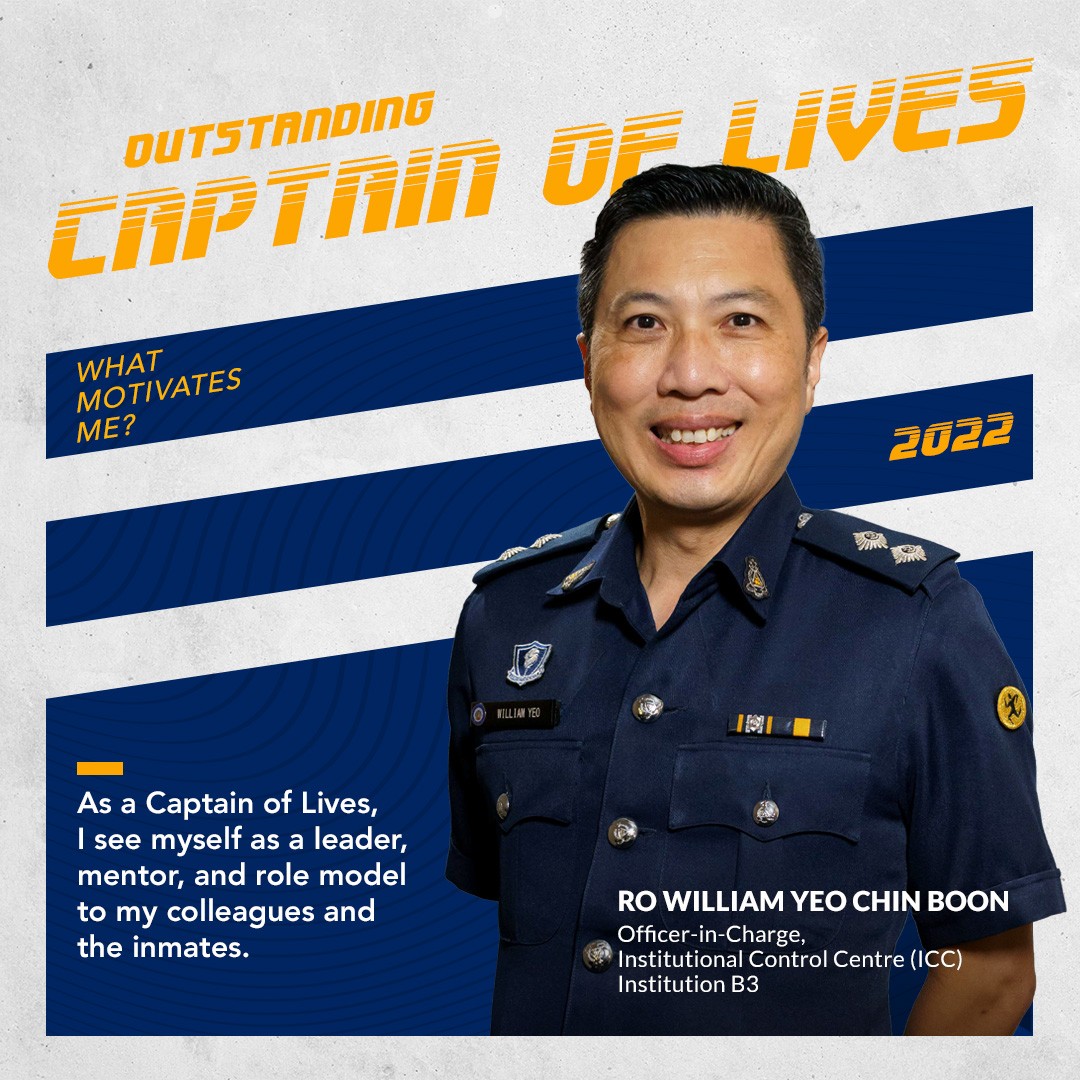 OUTSTANDING
CAPTAIN OF LIVES
WHAT
MOTIVATES
ME?
2022
WILLIAM YEO
As a Captain of Lives,
I see myself as a leader,
mentor, and role model
to my colleagues and
the inmates.
RO WILLIAM YEO CHIN BOON
Officer-in-Charge,
Institutional Control Centre (ICC)
Institution B3